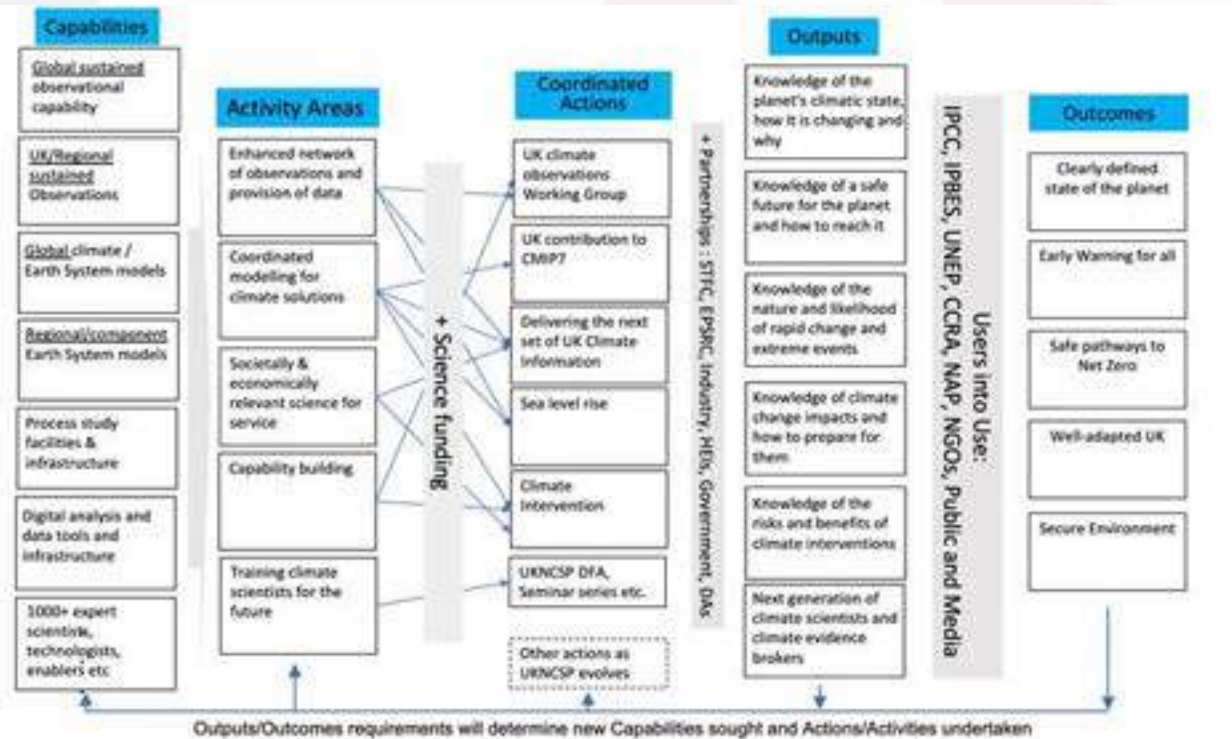 Capabilities
Global sustained
observational
capability
UK/Regional
sustained
Observations
Global climate /
Earth System models
Regional/component
Earth System models
Process study
facilities &
infrastructure
Digital analysis and
data tools and
infrastructure
1000+ expert
scientists,
technologists,
enablers etc
Activity Areas
Enhanced network
of observations and
provision of data
Coordinated
modelling for
climate solutions
Societally &
economically
relevant science for
service
Capability building
Training climate
scientists for the
future
+ Science funding
Coordinated
Actions
UK climate
observations
Working Group
UK contribution to
CMIP7
Delivering the next
set of UK Climate
Information
Sea level rise
Climate
Intervention
UKNCSP DFA,
Seminar series etc.
Other actions as
UKNCSP evolves
+ Partnerships : STFC, EPSRC, Industry, HEIs, Government, DAs
Outputs
Knowledge of the
planet's climatic state,
how it is changing and
why
Knowledge of a safe
future for the planet
and how to reach it
Knowledge of the
nature and likelihood
of rapid change and
extreme events
Knowledge of climate
change impacts and
how to prepare for
them
Knowledge of the
risks and benefits of
climate interventions
Next generation of
climate scientists and
climate evidence
brokers
Users into Use:
IPCC, IPBES, UNEP, CCRA, NAP, NGOs, Public and Media
Outcomes
Clearly defined
state of the planet
Early Warning for all
Safe pathways to
Net Zero
Well-adapted UK
Secure Environment
Outputs/Outcomes requirements will determine new Capabilities sought and Actions/Activities undertaken